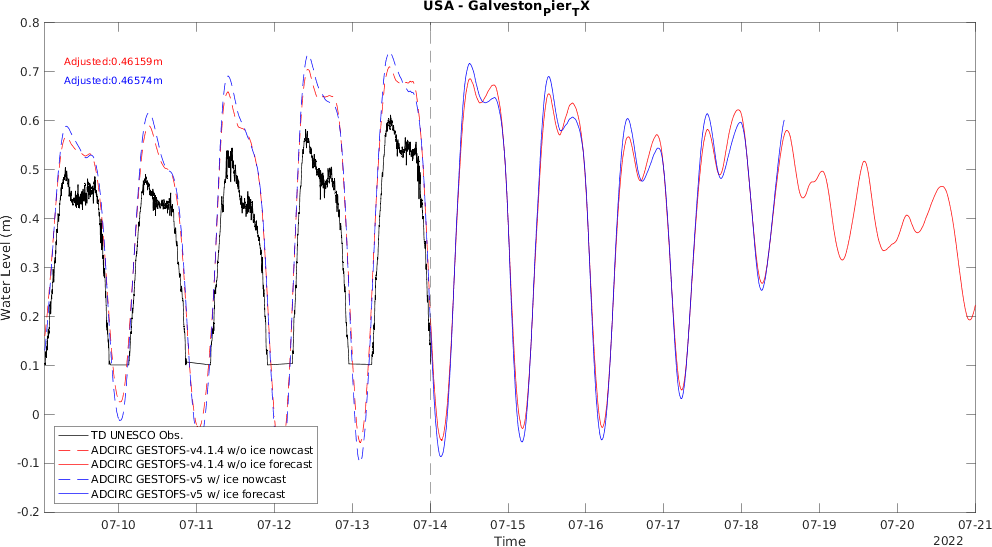 USA - GalvestonPierTX
0.8
0.7
0.6
0.5
0.4
0.3
0.2
0.1
0
-0.1
-0.2
Water Level (m)
Adjusted:0.46159m
Adjusted:0.46574m
TD UNESCO Obs.
ADCIRC GESTOFS-v4.1.4 w/o ice nowcast
ADCIRC GESTOFS-v4.1.4 w/o ice forecast
ADCIRC GESTOFS-v5 w/ ice nowcast
ADCIRC GESTOFS-v5 w/ ice forecast
07-10 07-11 07-12 07-13 07-14 07-15 07-16 07-17 07-18 07-19 07-20 07-21
Time
2022